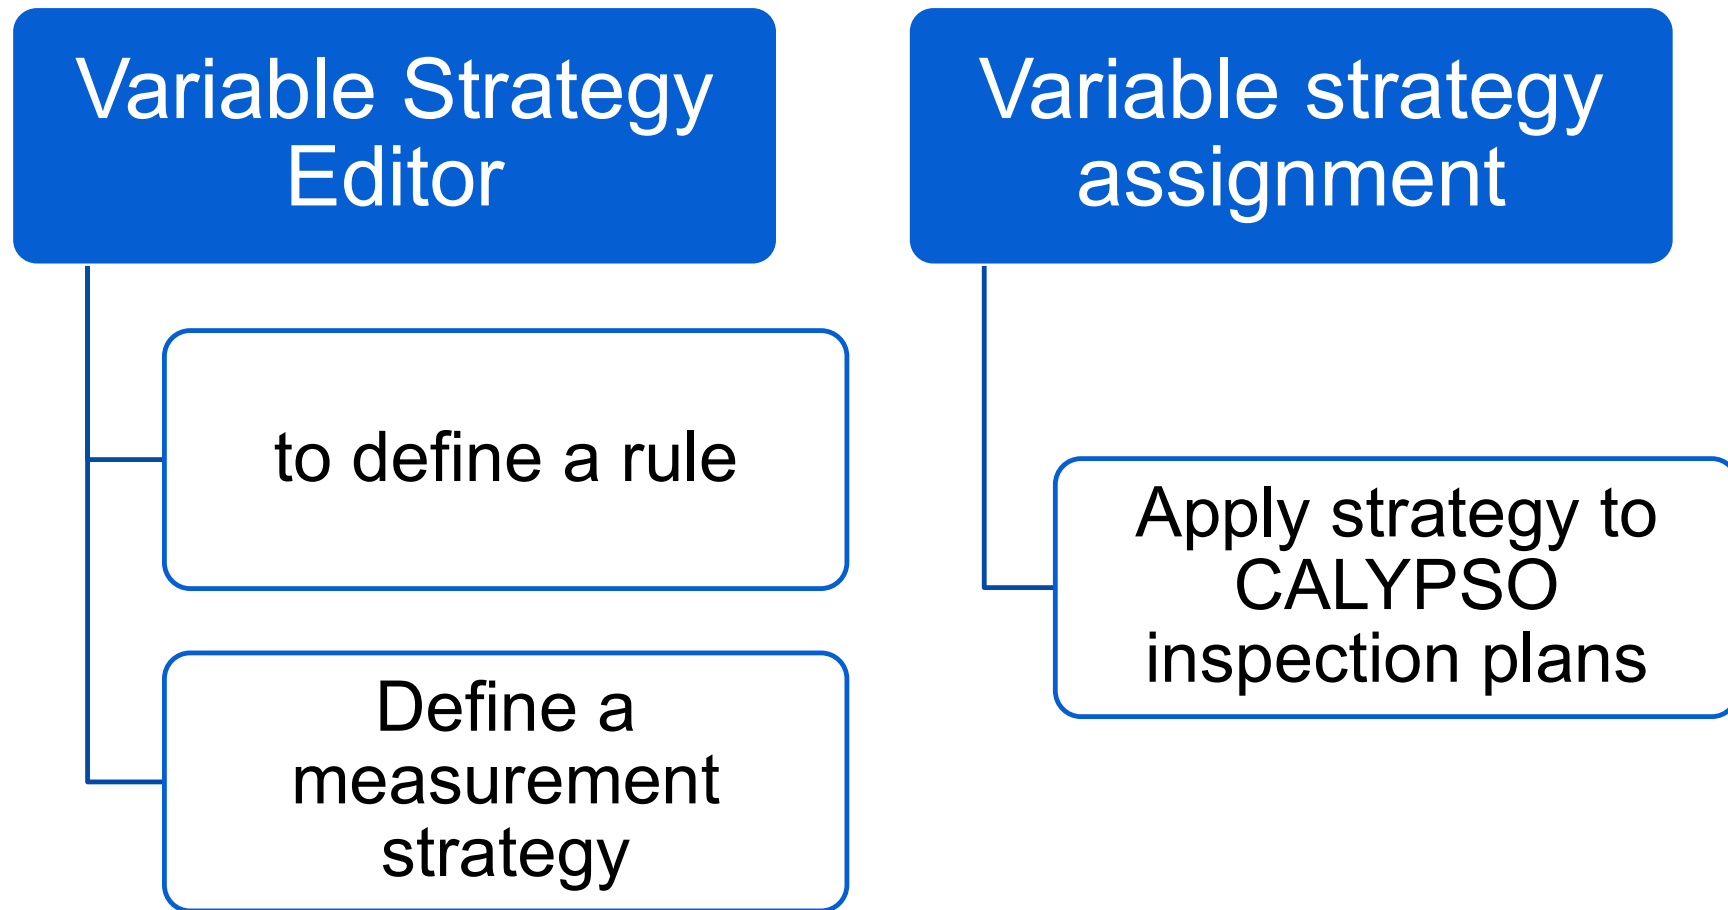 Variable Strategy
Editor
to define a rule
Define a
measurement
strategy
Variable strategy
assignment
Apply strategy to
CALYPSO
inspection plans